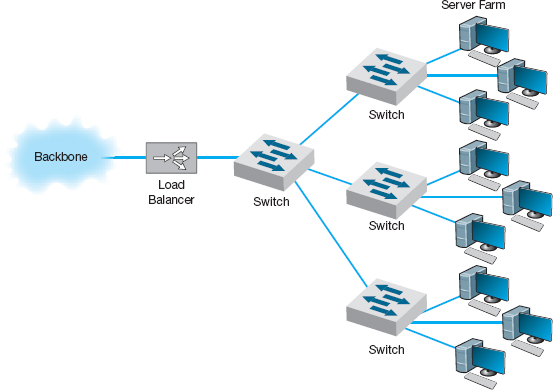 Server Farm
Switch
Backbone
Load
Balancer
Switch
Switch
Switch